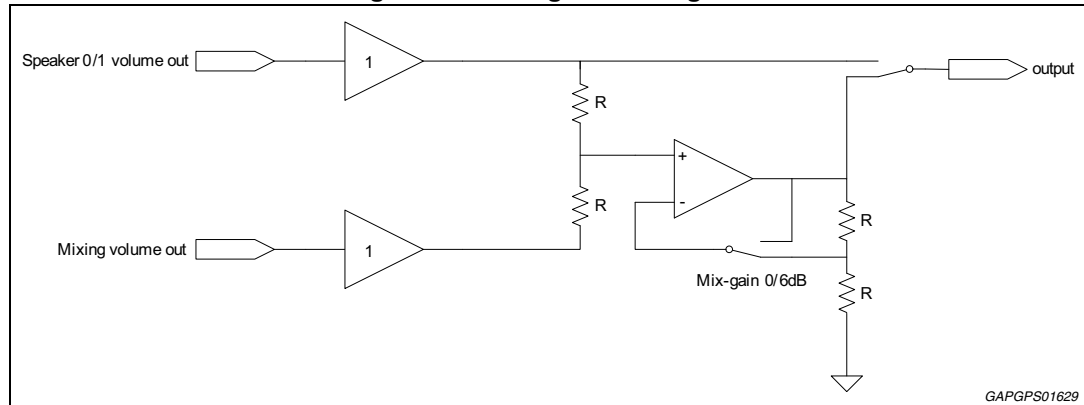 Speaker 0/1 volume out
1
output
R
+
-
R
R
Mixing volume out
1
Mix-gain 0/6dB
R
GAPGPS01629